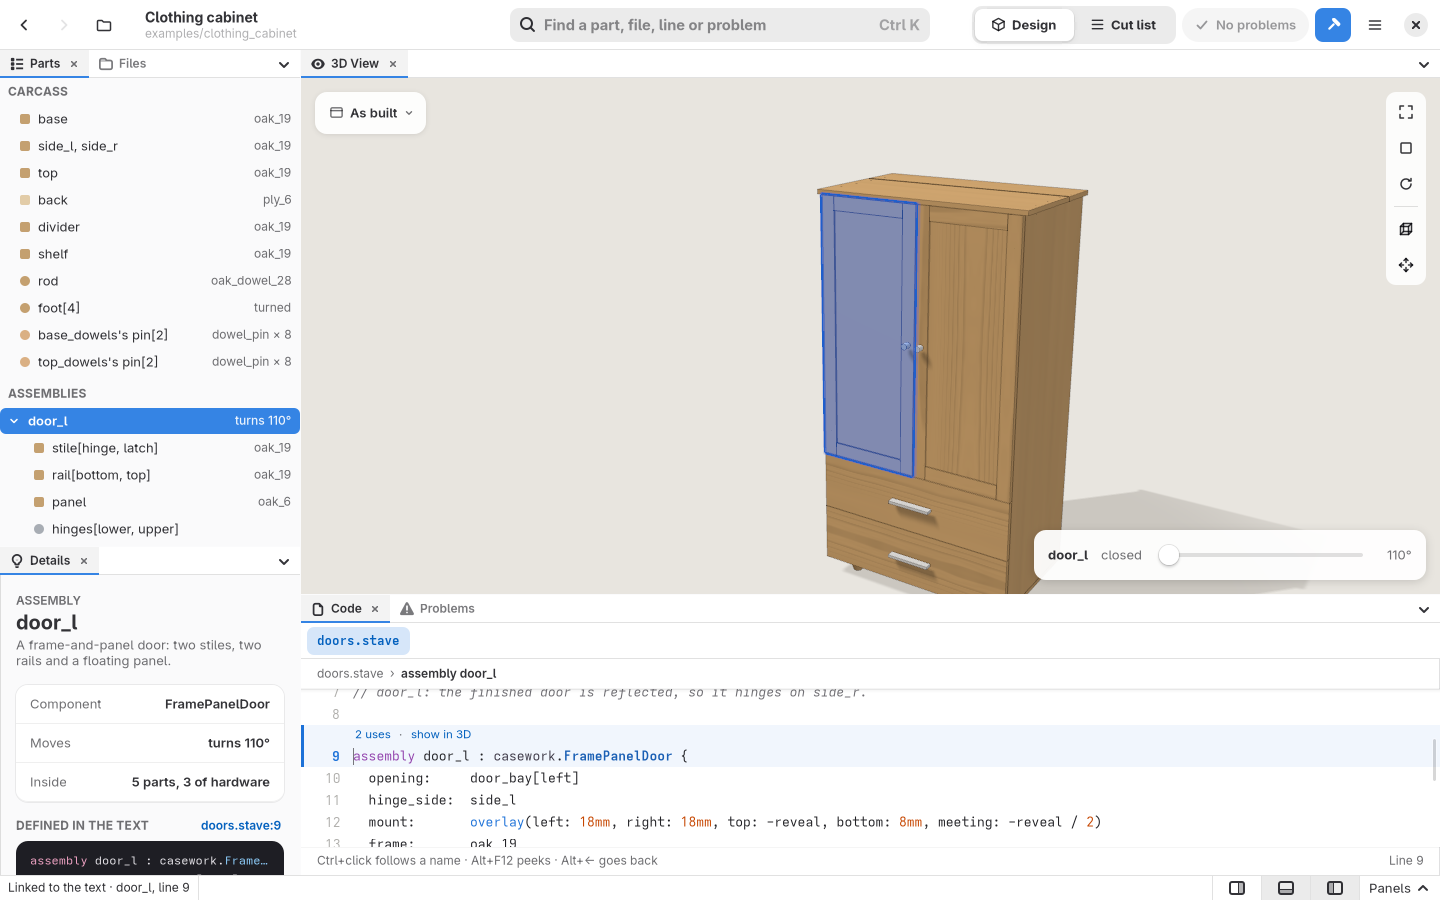 Clothing cabinet
examples/clothing_cabinet
Find a part, file, line or problem Ctrl K
Design
Cut list
No problems
Parts
Files
CARCASS
base oak_19
side_l, side_r oak_19
top oak_19
back ply_6
divider oak_19
shelf oak_19
rod oak_dowel_28
foot[4] turned
base_dowels's pin[2] dowel_pin × 8
top_dowels's pin[2] dowel_pin × 8
ASSEMBLIES
door_l turns 110°
stile[hinge, latch] oak_19
rail[bottom, top] oak_19
panel oak_6
hinges[lower, upper]
Details
ASSEMBLY
door_l
A frame-and-panel door: two stiles, two
rails and a floating panel.
Component FramePanelDoor
Moves turns 110°
Inside 5 parts, 3 of hardware
DEFINED IN THE TEXT doors.stave:9
assembly door_l : casework.Frame…
3D View
As built
door_l closed 110°
Code
Problems
doors.stave
doors.stave › assembly door_l
7 // door_l: the finished door is reflected, so it hinges on side_r.
8
2 uses · show in 3D
9 assembly door_l : casework.FramePanelDoor {
10 opening: door_bay[left]
11 hinge_side: side_l
12 mount: overlay(left: 18mm, right: 18mm, top: -reveal, bottom: 8mm, meeting: -reveal / 2)
13 frame: oak_19
Ctrl+click follows a name · Alt+F12 peeks · Alt+← goes back Line 9
Linked to the text · door_l, line 9
Panels